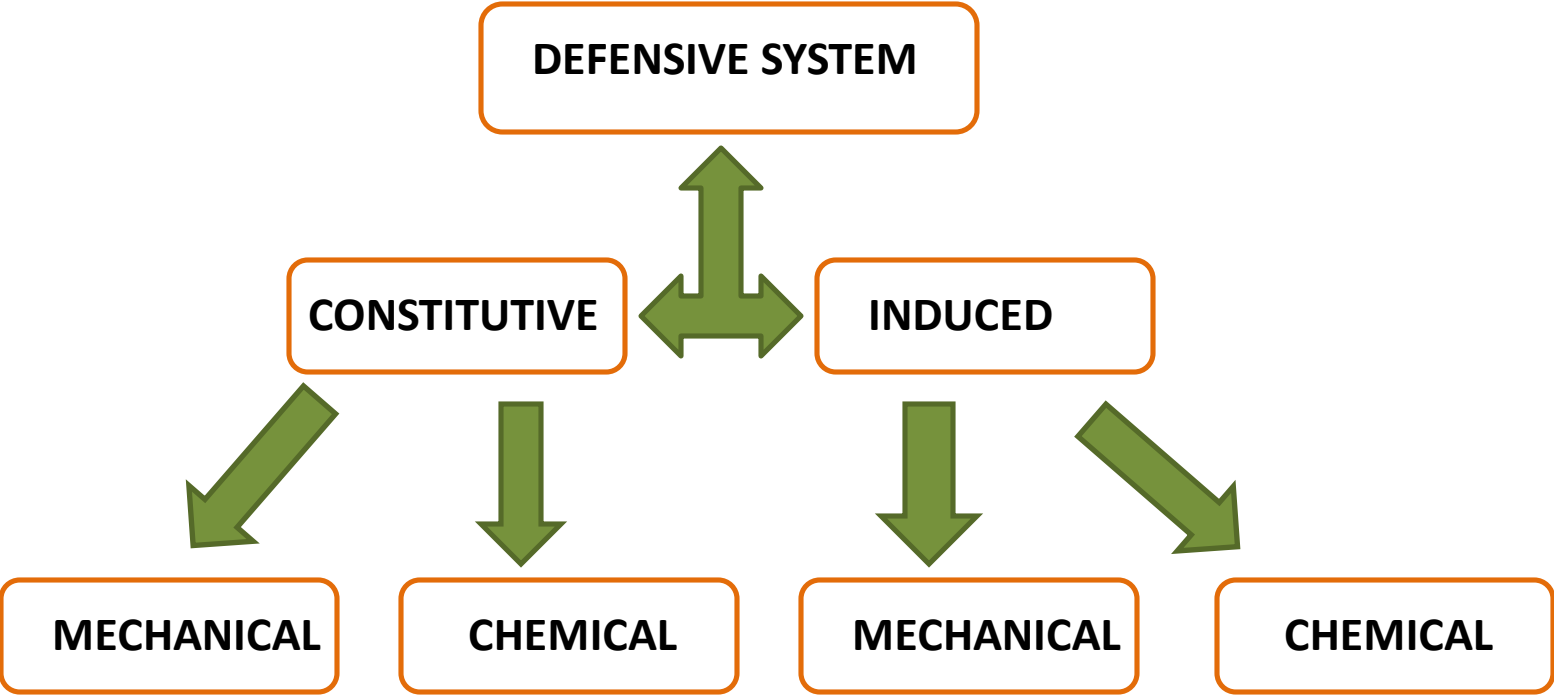 DEFENSIVE SYSTEM
CONSTITUTIVE
INDUCED
MECHANICAL
CHEMICAL
MECHANICAL
CHEMICAL